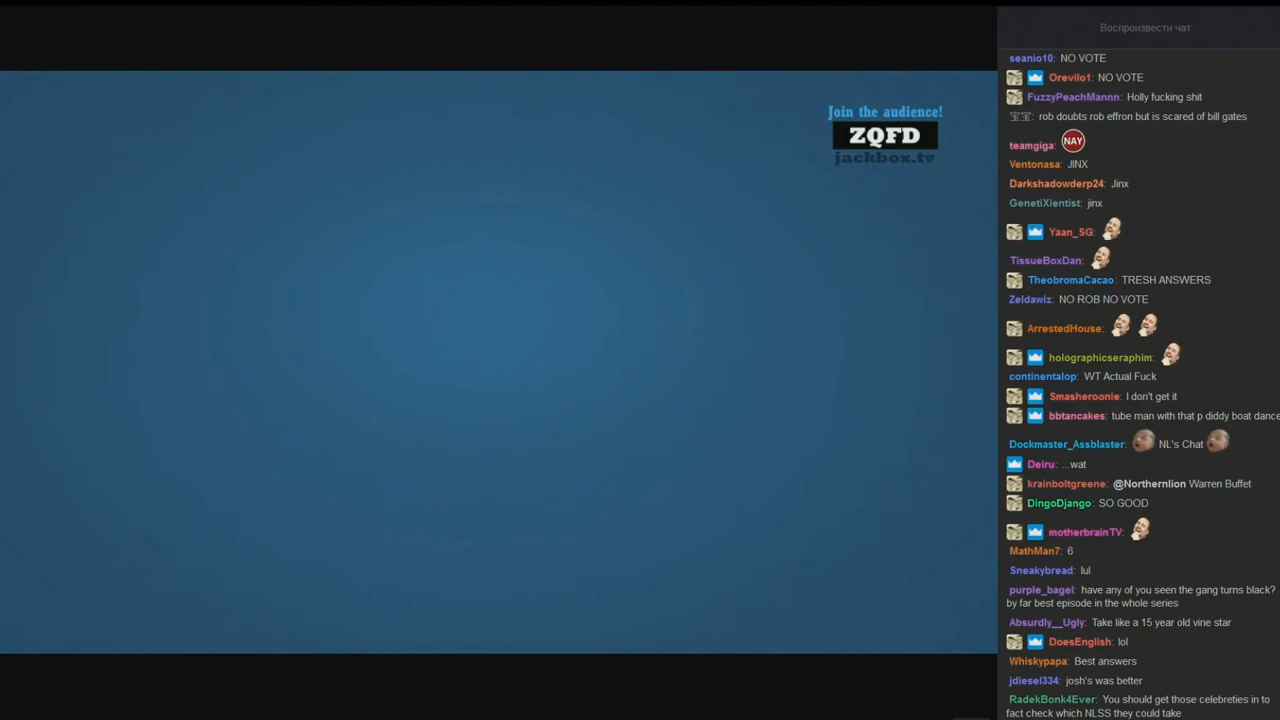 Воспроизвести чат
Join the audience!
ZQFD
jackbox.tv
seanio10: NO VOTE
Orevilo1: NO VOTE
FuzzyPeachMannn: Holly fucking shit
宝宝: rob doubts rob effron but is scared of bill gates
teamgiga: NAY
Ventonasa: JINX
Darkshadowderp24: Jinx
GenetiXientist: jinx
Yaan_SG:
TissueBoxDan:
TheobromaCacao: TRESH ANSWERS
Zeldawiz: NO ROB NO VOTE
ArrestedHouse:
holographicseraphim:
continentalop: WT Actual Fuck
Smasheroonie: I don't get it
bbtancakes: tube man with that p diddy boat dance
Dockmaster_Assblaster: NL's Chat
Deiru: ...wat
krainboltgreene: @Northernlion Warren Buffet
DingoDjango: SO GOOD
motherbrainTV:
MathMan7: 6
Sneakybread: lul
purple_bagel: have any of you seen the gang turns black?
by far best episode in the whole series
Absurdly__Ugly: Take like a 15 year old vine star
DoesEnglish: lol
Whiskypapa: Best answers
jdiesel334: josh's was better
RadekBonk4Ever: You should get those celebreties in to
fact check which NLSS they could take